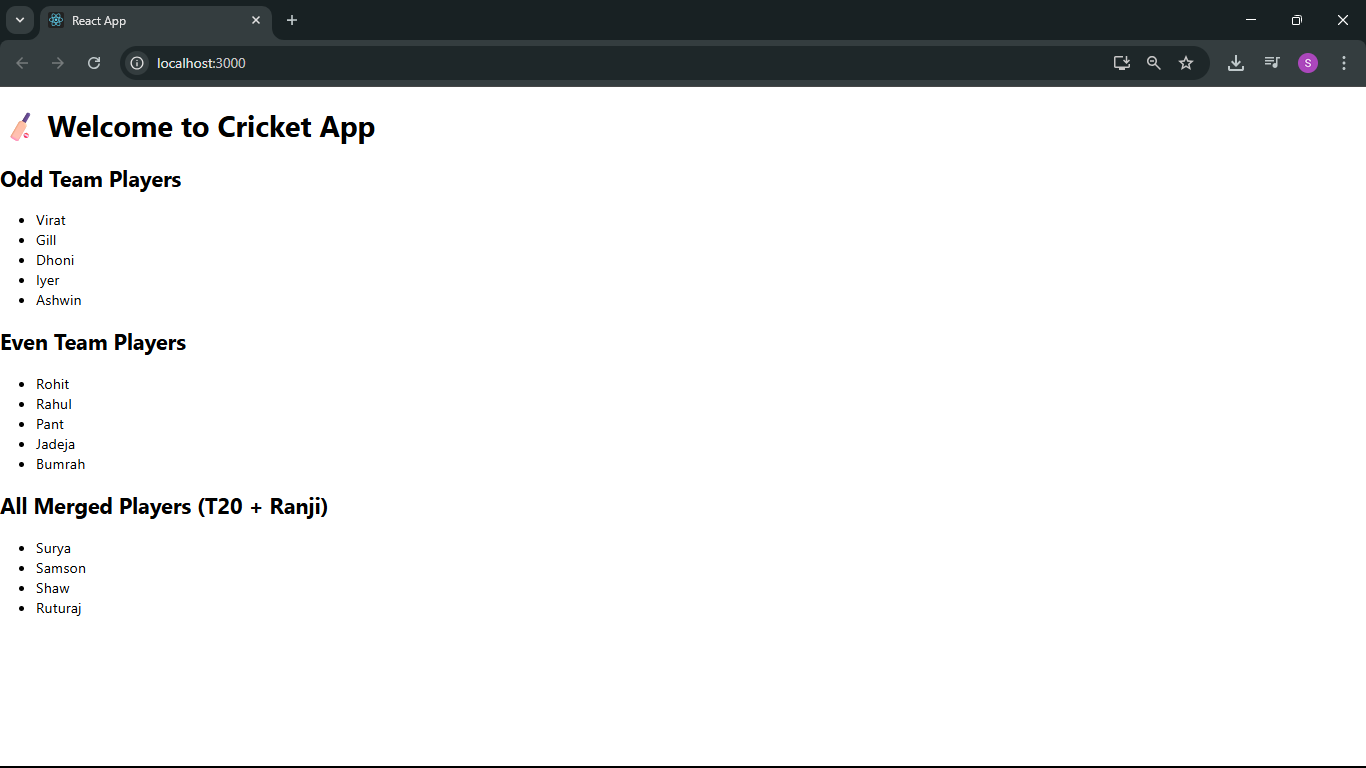 React App
localhost:3000
S
Welcome to Cricket App
Odd Team Players
Virat
Gill
Dhoni
Iyer
Ashwin
Even Team Players
Rohit
Rahul
Pant
Jadeja
Bumrah
All Merged Players (T20 + Ranji)
Surya
Samson
Shaw
Ruturaj